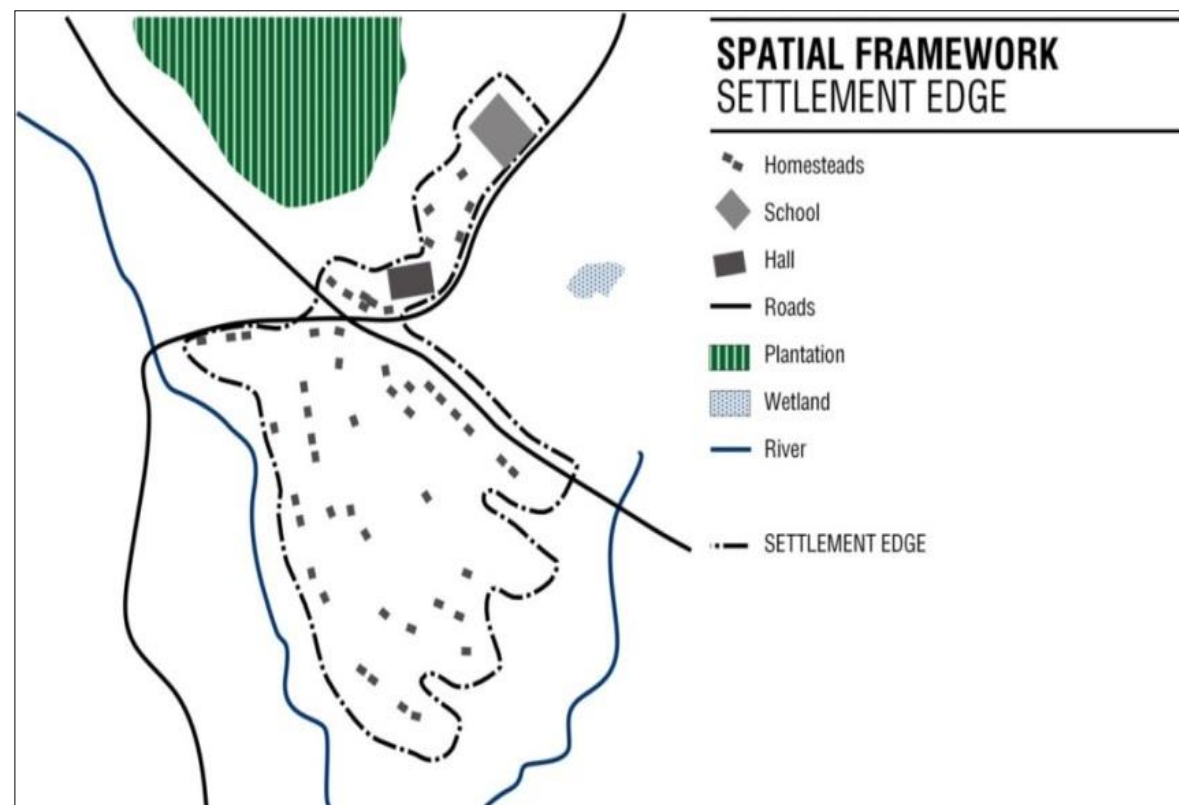 SPATIAL FRAMEWORK
SETTLEMENT EDGE
Homesteads
School
Hall
Roads
Plantation
Wetland
River
SETTLEMENT EDGE